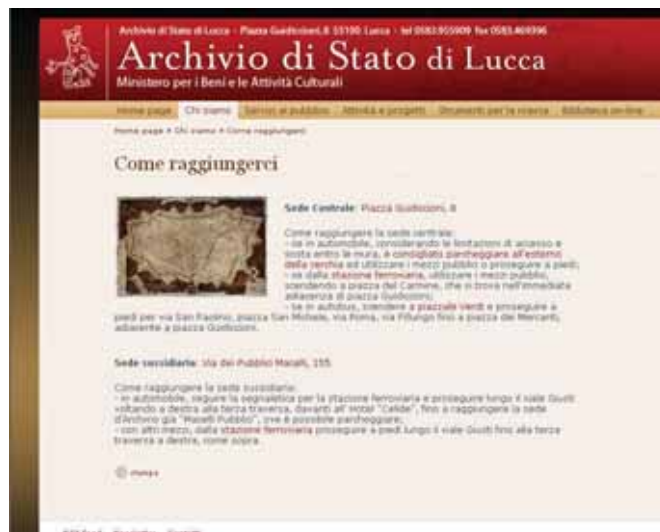 Archivio di Stato di Lucca - Piazza Guidiccioni, 8 55100 Lucca - tel 0583.955909 fax 0583.469396
Archivio di Stato di Lucca
Ministero per i Beni e le Attività Culturali
Home page Chi siamo Servizi al pubblico Attività e progetti Strumenti per la ricerca Biblioteca on-line
Home page Chi siamo Come raggiungerci
Come raggiungerci
Sede Centrale: Piazza Guidiccioni, 8
Come raggiungere la sede centrale:
- se in automobile, considerando le limitazioni di accesso e
sosta entro le mura, è consigliato parcheggiare all'esterno
della cerchia ed utilizzare i mezzi pubblici o proseguire a piedi;
- se dalla stazione ferroviaria, utilizzare i mezzi pubblici,
scendendo a piazza del Carmine, che si trova nell'immediata
adiacenza di piazza Guidiccioni;
- se in autobus, scendere a piazzale Verdi e proseguire a
piedi per via San Paolino, piazza San Michele, via Roma, via Fillungo fino a piazza dei Mercanti,
adiacente a piazza Guidiccioni.
Sede sussidiaria: Via dei Pubblici Macelli, 155
Come raggiungere la sede sussidiaria:
- in automobile, seguire la segnaletica per la stazione ferroviaria e proseguire lungo il viale Giusti
voltando a destra alla terza traversa, davanti all' Hotel "Celide", fino a raggiungere la sede
d'Archivio già "Macelli Pubblici", ove è possibile parcheggiare;
- con altri mezzi, dalla stazione ferroviaria proseguire a piedi lungo il viale Giusti fino alla terza
traversa a destra, come sopra.
stampa